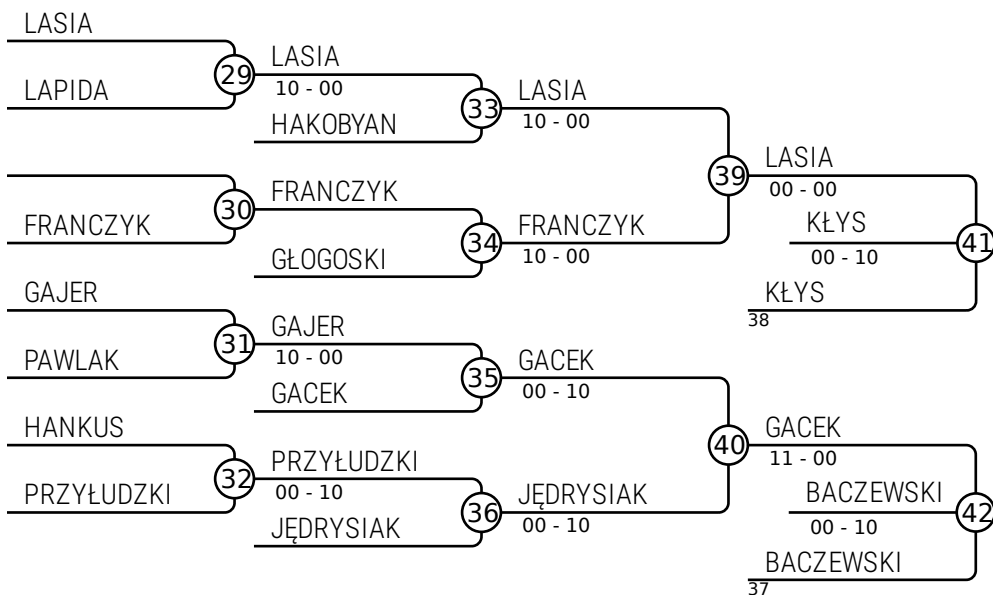 LASIA
29
LASIA
10 - 00
LAPIDA
33
LASIA
10 - 00
HAKOBYAN
39
LASIA
00 - 00
30
FRANCZYK
FRANCZYK
34
FRANCZYK
10 - 00
GŁOGOSKI
KŁYS
00 - 10
41
KŁYS
38
GAJER
31
GAJER
10 - 00
PAWLAK
35
GACEK
00 - 10
GACEK
40
GACEK
11 - 00
HANKUS
32
PRZYŁUDZKI
00 - 10
PRZYŁUDZKI
36
JĘDRYSIAK
00 - 10
JĘDRYSIAK
BACZEWSKI
00 - 10
42
BACZEWSKI
37